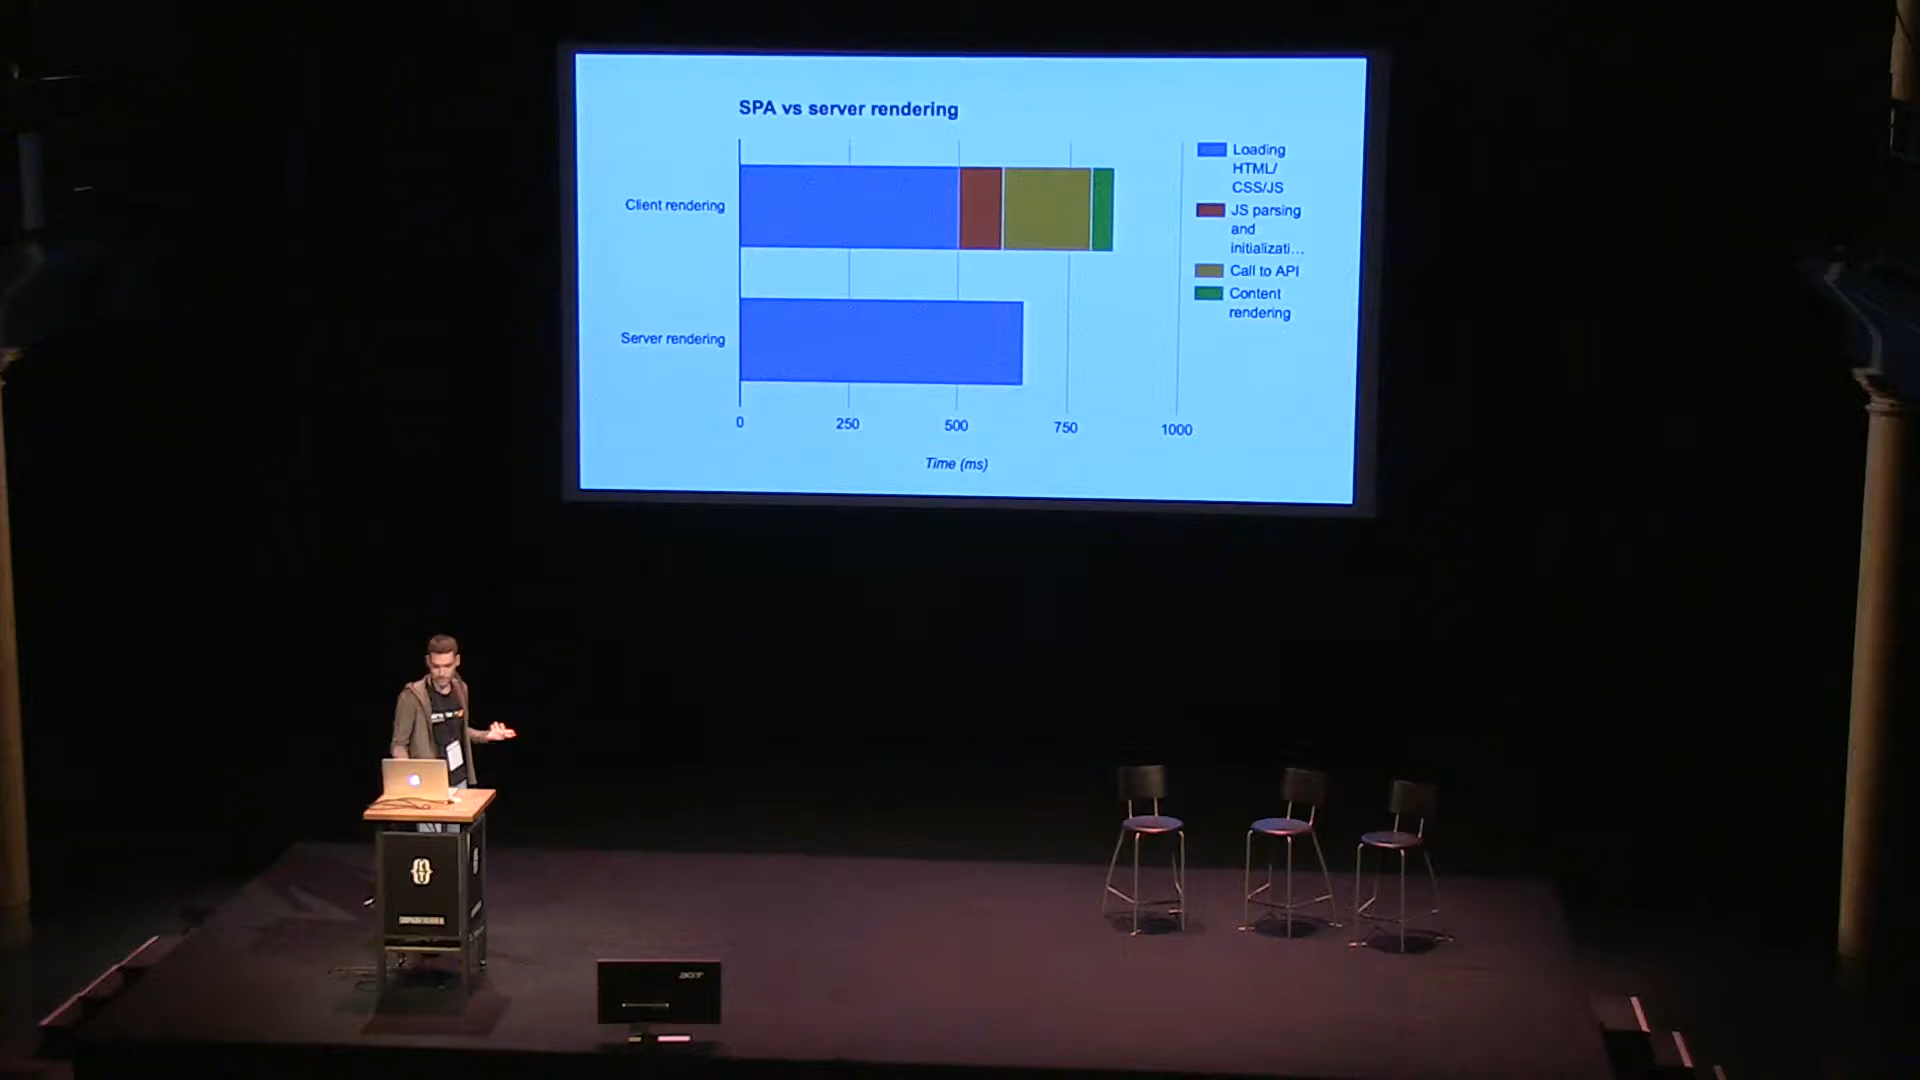 SPA vs server rendering
Client rendering
Server rendering
0
250
500
750
1000
Time (ms)
Loading
HTML/
CSS/JS
JS parsing
and
initializati…
Call to API
Content
rendering
acer